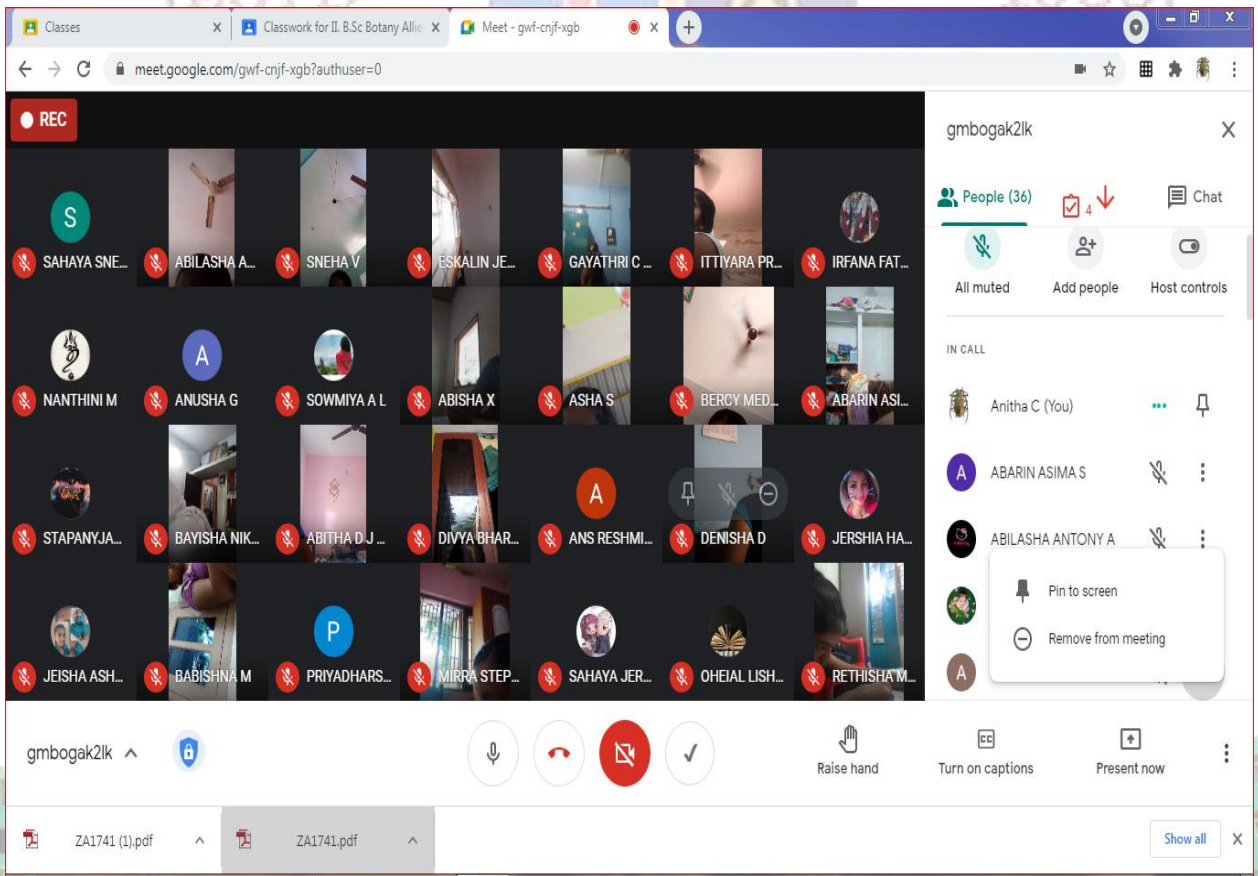 Classes
Classwork for II. B.Sc Botany Allie
Meet - gwf-cnjf-xgb
meet.google.com/gwf-cnjf-xgb?authuser=0
REC
S
SAHAYA SNE...
ABILASHA A...
SNEHA V
ESKALIN JE...
GAYATHRI C ...
ITTIYARA PR...
IRFANA FAT...
NANTHINI M
A
ANUSHA G
SOWMIYA A L
ABISHA X
ASHA S
BERCY MED...
ABARIN ASI...
STAPANYJA...
BAYISHA NIK...
ABITHA D J ...
DIVYA BHAR...
A
ANS RESHMI...
DENISHA D
JERSHIA HA...
JEISHA ASH...
BABISHNA M
P
PRIYADHARS...
MIRRA STEP...
SAHAYA JER...
OHEIAL LISH...
RETHISHA M...
gmbogak2lk
People (36)
4
Chat
All muted
Add people
Host controls
IN CALL
Anitha C (You)
A
ABARIN ASIMA S
ABILASHA ANTONY A
Pin to screen
Remove from meeting
A
gmbogak2lk
CC
Raise hand
Turn on captions
Present now
ZA1741 (1).pdf
ZA1741.pdf
Show all